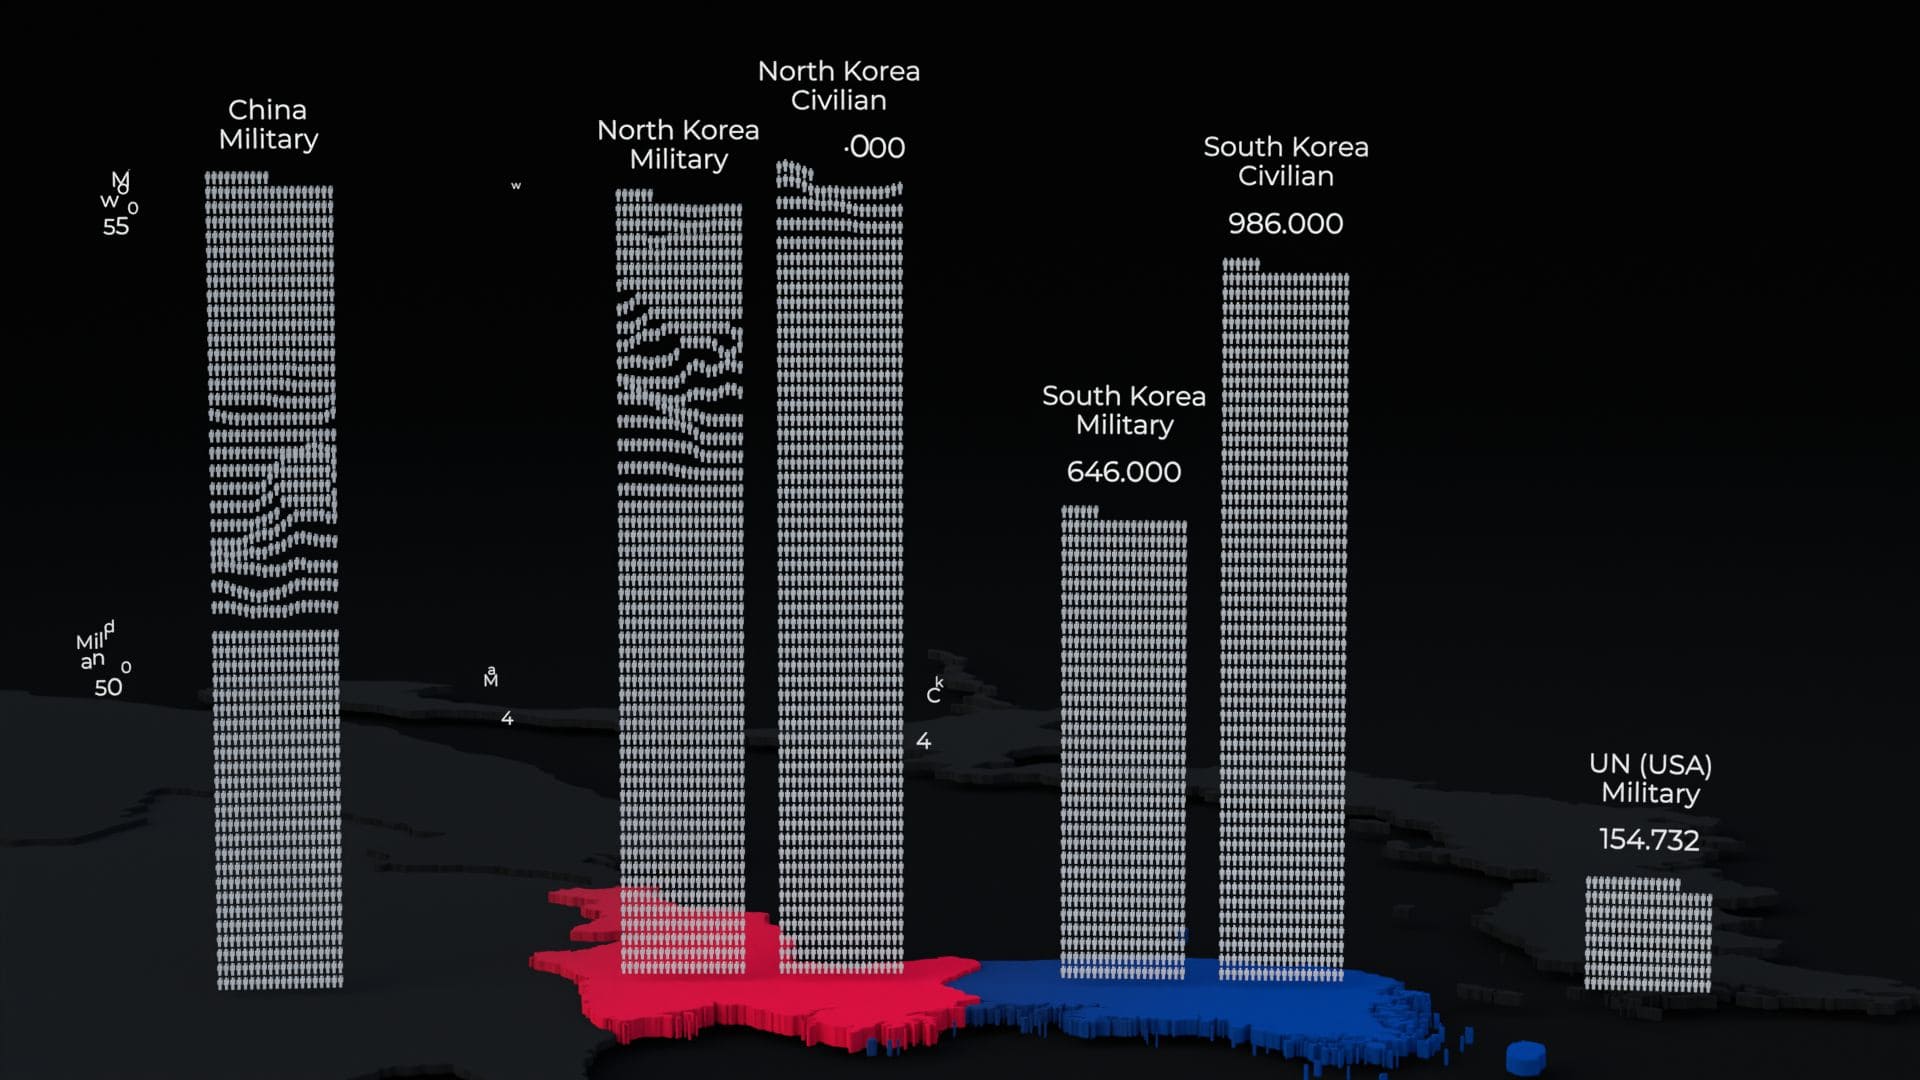 China
Military
North Korea
Military
North Korea
Civilian
.000
South Korea
Military
646.000
South Korea
Civilian
986.000
UN (USA)
Military
154.732
55
50
4
4